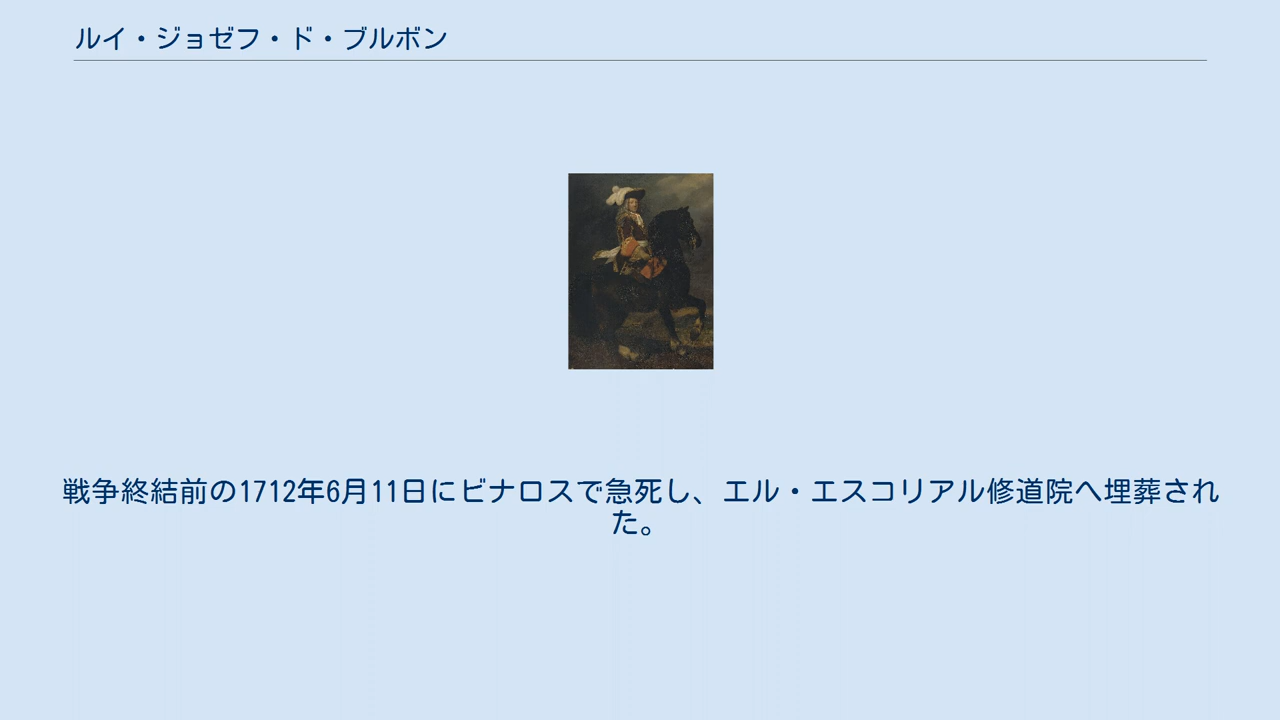 ルイ・ジョゼフ・ド・ブルボン
戦争終結前の1712年6月11日にビナロスで急死し、エル・エスコリアル修道院へ埋葬され
た。